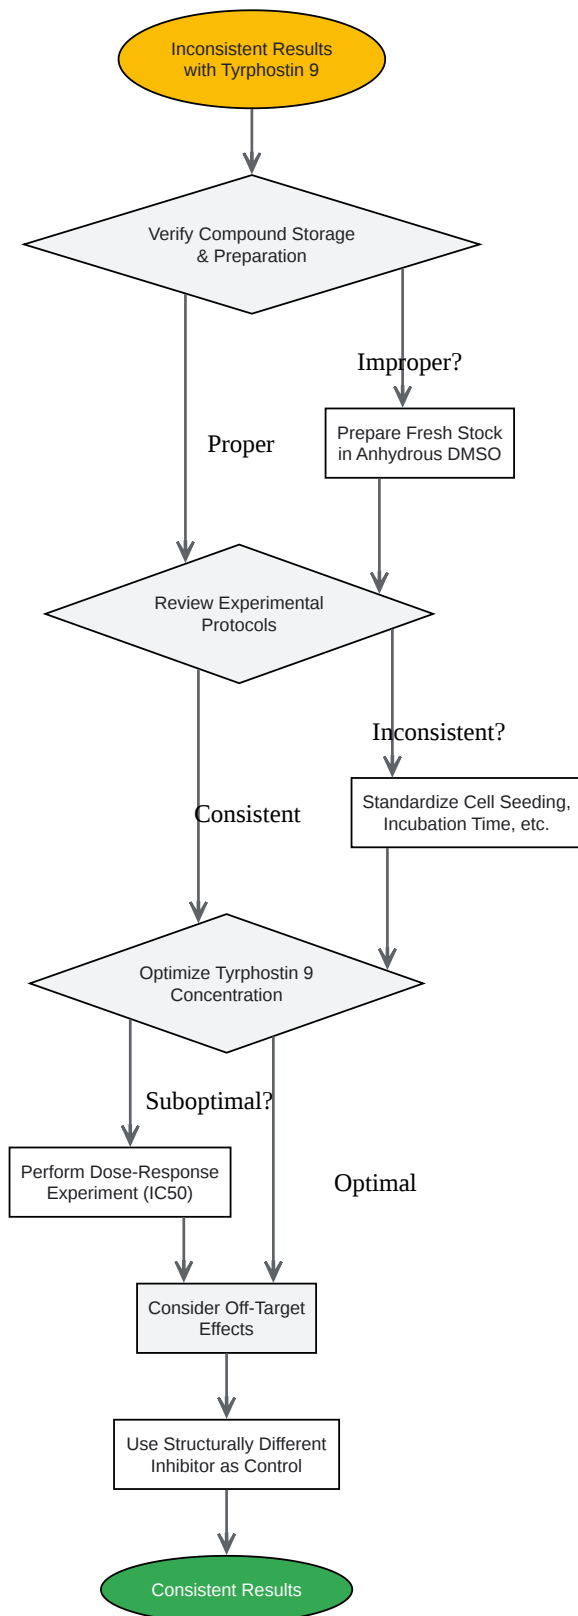 Inconsistent Results
with Tyrphostin 9
Verify Compound Storage
& Preparation
Improper?
Proper
Prepare Fresh Stock
in Anhydrous DMSO
Review Experimental
Protocols
Inconsistent?
Consistent
Standardize Cell Seeding,
Incubation Time, etc.
Optimize Tyrphostin 9
Concentration
Suboptimal?
Optimal
Perform Dose-Response
Experiment (IC50)
Consider Off-Target
Effects
Use Structurally Different
Inhibitor as Control
Consistent Results